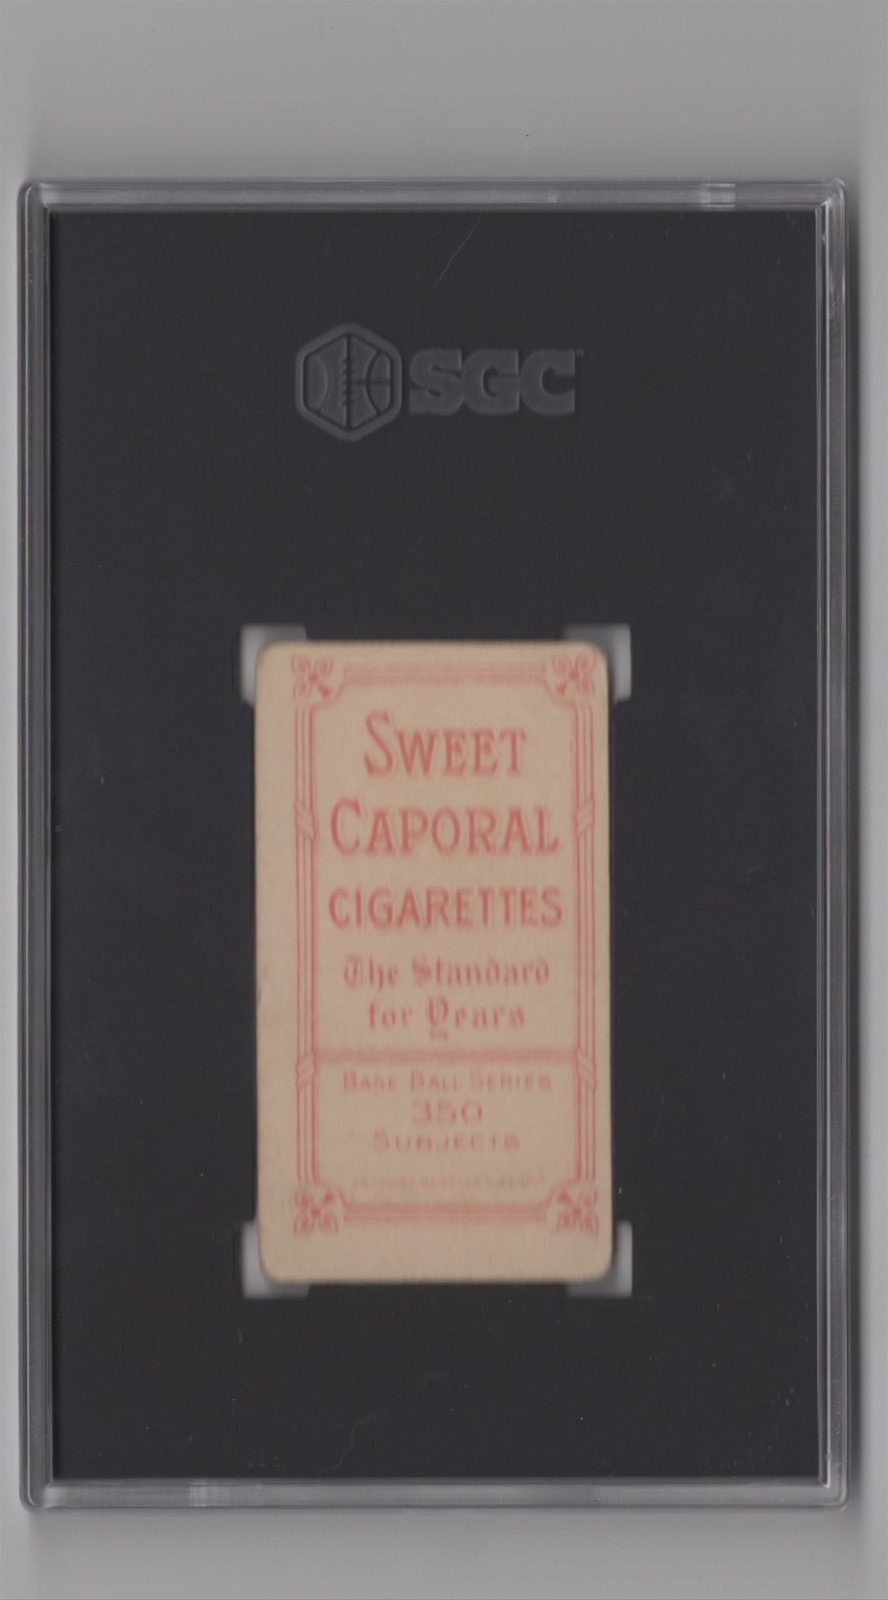 SGC
SWEET
CAPORAL
CIGARETTES
The Standard
for Years
BASE BALL SERIES
350
SUBJECTS